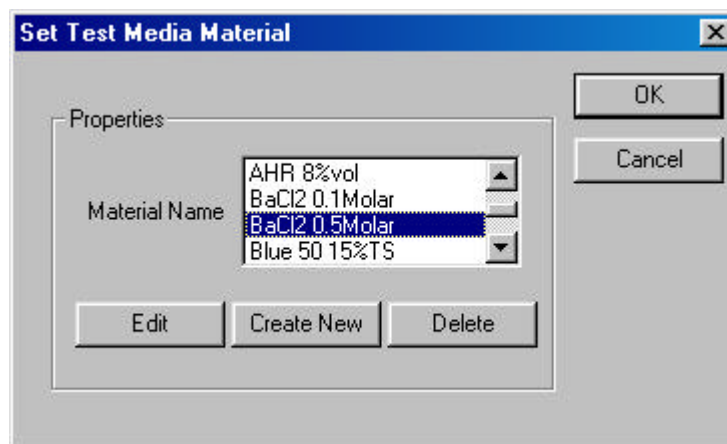 Set Test Media Material
OK
Properties
Cancel
AHR 8%vol
Material Name
BaCl2 0.1Molar
BaCl2 0.5Molar
Blue 50 15%TS
Edit
Create New
Delete